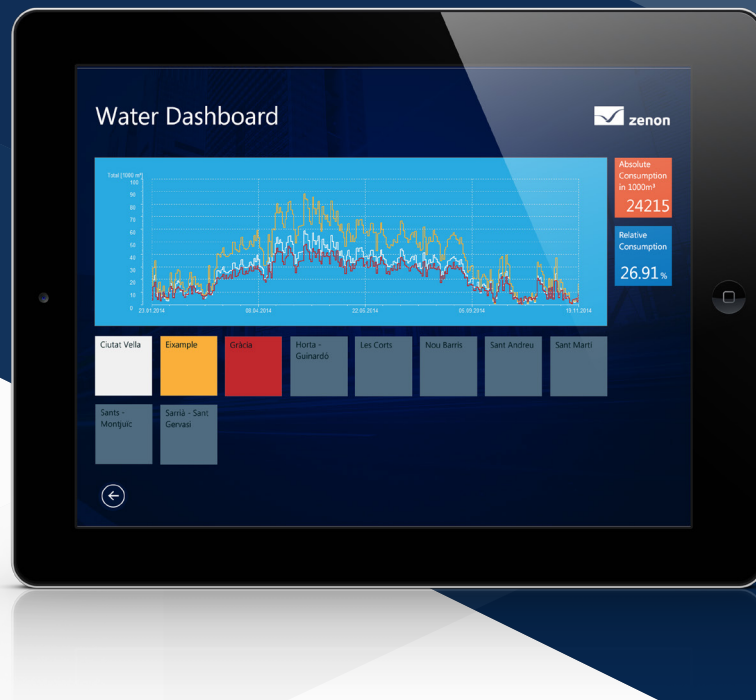 Water Dashboard
zenon
Total [1000 m³]
100
90
80
70
60
50
40
30
20
10
0
23.01.2014
08.04.2014
22.06.2014
05.09.2014
19.11.2014
Absolute
Consumption
in 1000m³
24215
Relative
Consumption
26.91 %
Ciutat Vella
Eixample
Gràcia
Horta -
Guinardó
Les Corts
Nou Barris
Sant Andreu
Sant Martí
Sants -
Montjuïc
Sarrià - Sant
Gervasi